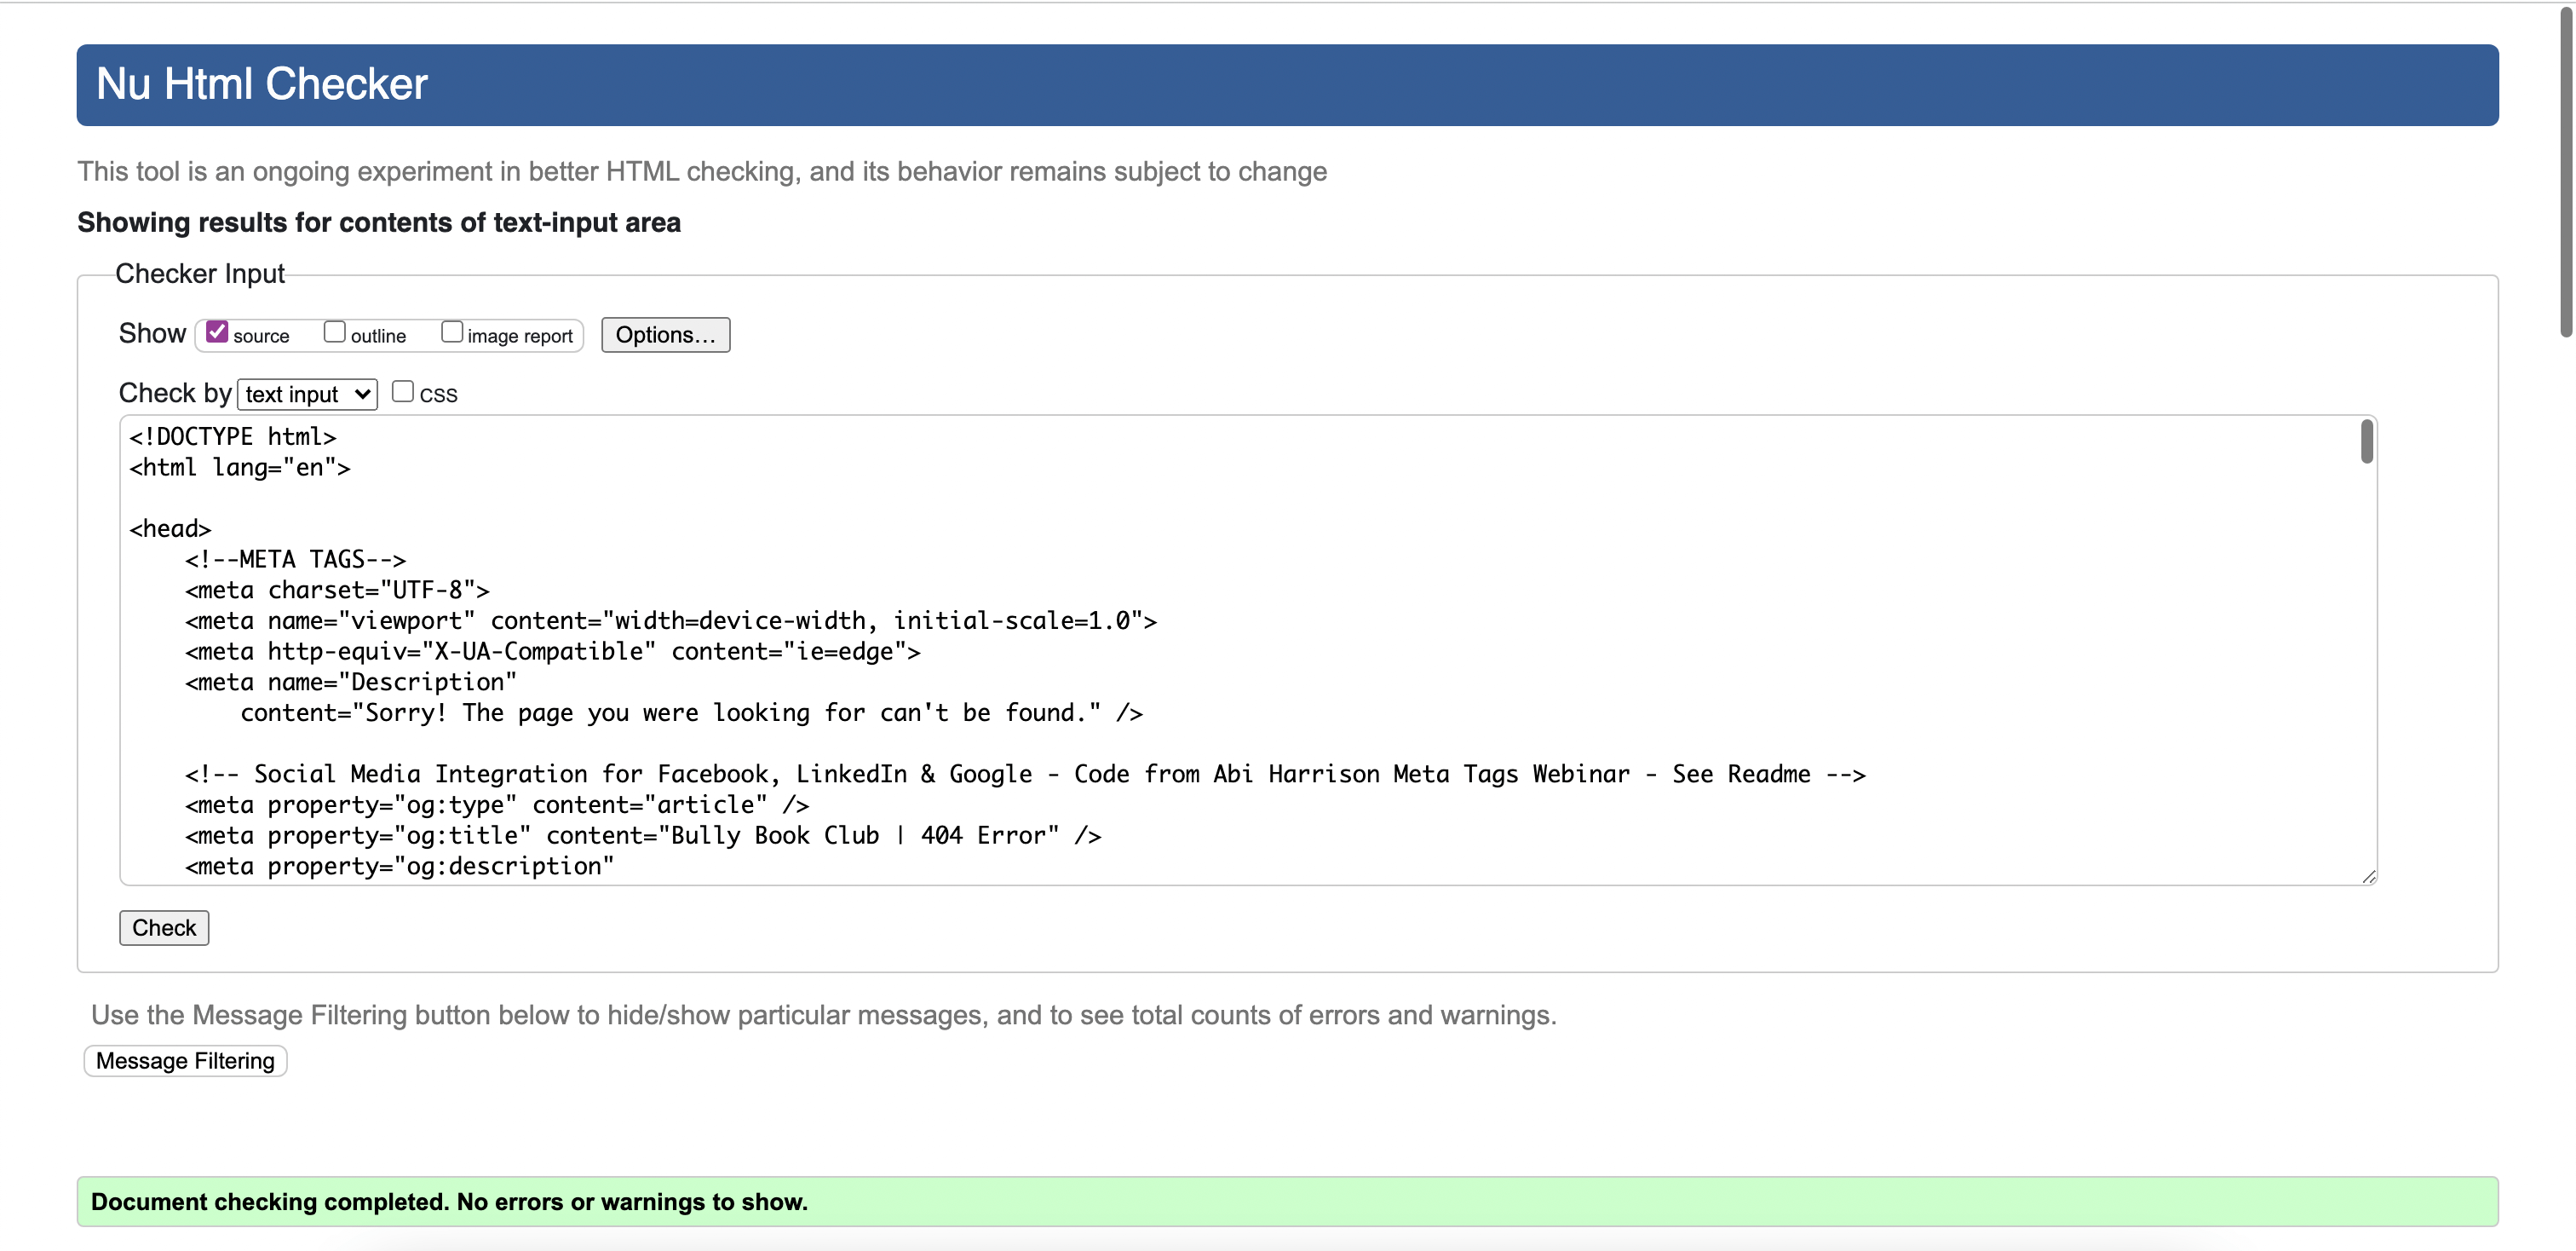 Nu Html Checker
This tool is an ongoing experiment in better HTML checking, and its behavior remains subject to change
Showing results for contents of text-input area
Checker Input
Show source outline image report Options...
Check by text input CSS
<!DOCTYPE html>
<html lang="en">
<head>
<!--META TAGS-->
<meta charset="UTF-8">
<meta name="viewport" content="width=device-width, initial-scale=1.0">
<meta http-equiv="X-UA-Compatible" content="ie=edge">
<meta name="Description"
content="Sorry! The page you were looking for can't be found." />
<!-- Social Media Integration for Facebook, LinkedIn & Google - Code from Abi Harrison Meta Tags Webinar - See Readme -->
<meta property="og:type" content="article" />
<meta property="og:title" content="Bully Book Club | 404 Error" />
<meta property="og:description"
Check
Use the Message Filtering button below to hide/show particular messages, and to see total counts of errors and warnings.
Message Filtering
Document checking completed. No errors or warnings to show.